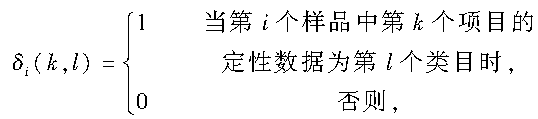 δ_i(k,l) = { 1 当第 i 个样品中第 k 个项目的
定性数据为第 l 个类目时，
0 否则，